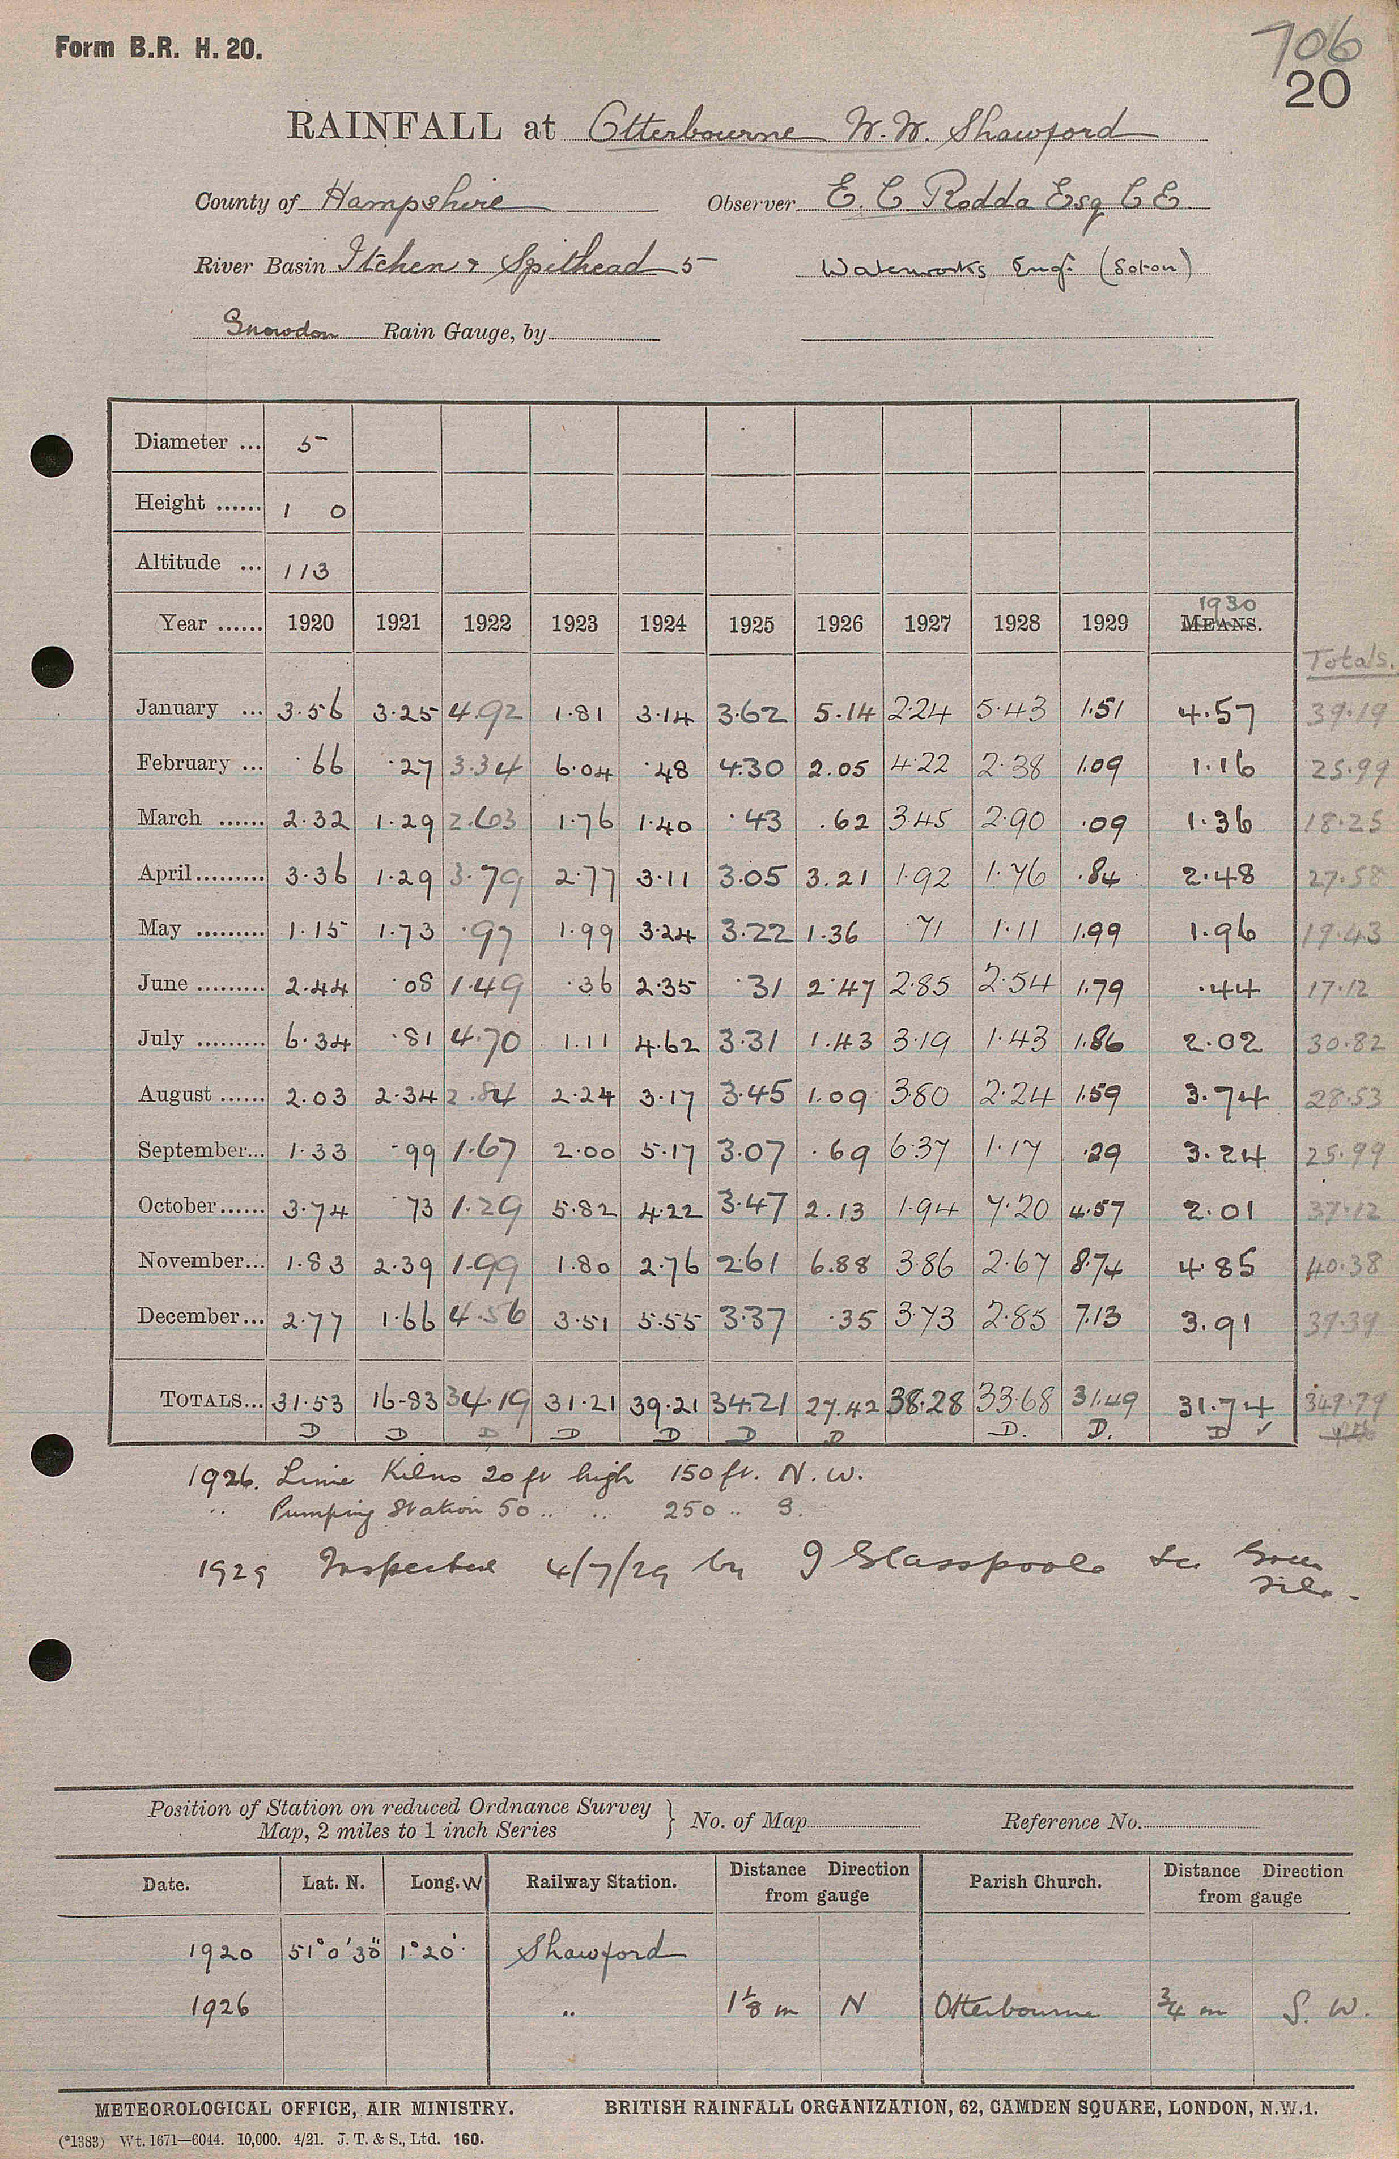 Form B.R. H. 20.
706
20
RAINFALL at Otterbourne W.W. Shawford
County of Hampshire Observer E. C Rodda Esq C E.
River Basin Itchen & Spithead 5 Waterworks Engr. (Soton)
Snowdon Rain Gauge, by
Diameter ... 5
Height ...... 1 0
Altitude ... 113
Year ...... 1920 1921 1922 1923 1924 1925 1926 1927 1928 1929 1930 MEANS.
Totals.
January ... 3.56 3.25 4.92 1.81 3.14 3.62 5.14 2.24 5.43 1.51 4.57 39.19
February ... .66 .27 3.34 6.04 .48 4.30 2.05 4.22 2.38 1.09 1.16 25.99
March ...... 2.32 1.29 2.63 1.76 1.40 .43 .62 3.45 2.90 .09 1.36 18.25
April......... 3.36 1.29 3.79 2.77 3.11 3.05 3.21 1.92 1.76 .84 2.48 27.58
May ......... 1.15 1.73 .97 1.99 3.24 3.22 1.36 .71 1.11 1.99 1.96 19.43
June ......... 2.44 .08 1.49 .36 2.35 .31 2.47 2.85 2.54 1.79 .44 17.12
July ......... 6.34 .81 4.70 1.11 4.62 3.31 1.43 3.19 1.43 1.86 2.02 30.82
August ...... 2.03 2.34 2.84 2.24 3.17 3.45 1.09 3.80 2.24 1.59 3.74 28.53
September... 1.33 .99 1.67 2.00 5.17 3.07 .69 6.37 1.17 .29 3.24 25.99
October...... 3.74 .73 1.29 5.82 4.22 3.47 2.13 1.94 7.20 4.57 2.01 37.12
November... 1.83 2.39 1.99 1.80 2.76 2.61 6.88 3.86 2.67 8.74 4.85 40.38
December... 2.77 1.66 4.56 3.51 5.55 3.37 .35 3.73 2.85 7.13 3.91 39.39
TOTALS... 31.53 16.83 34.19 31.21 39.21 34.21 27.42 38.28 33.68 31.49 31.74 349.79
D D D D D D D D. D. D ✓
1926. Lime Kilns 20 ft high 150 ft. N. W.
.. Pumping Station 50 .. .. 250 .. S.
1929 Inspected 4/7/29 by J Glasspoole see Green
File.
Position of Station on reduced Ordnance Survey
Map, 2 miles to 1 inch Series } No. of Map Reference No.
Date. Lat. N. Long. W Railway Station. Distance Direction from gauge Parish Church. Distance Direction from gauge
1920 51°0'30" 1°20' Shawford
1926 .. 1 1/8 m N Otterbourne 3/4 m S. W.
METEOROLOGICAL OFFICE, AIR MINISTRY. BRITISH RAINFALL ORGANIZATION, 62, CAMDEN SQUARE, LONDON, N.W.1.
(*1383) Wt. 1671—6044. 10,000. 4/21. J. T. & S., Ltd. 160.